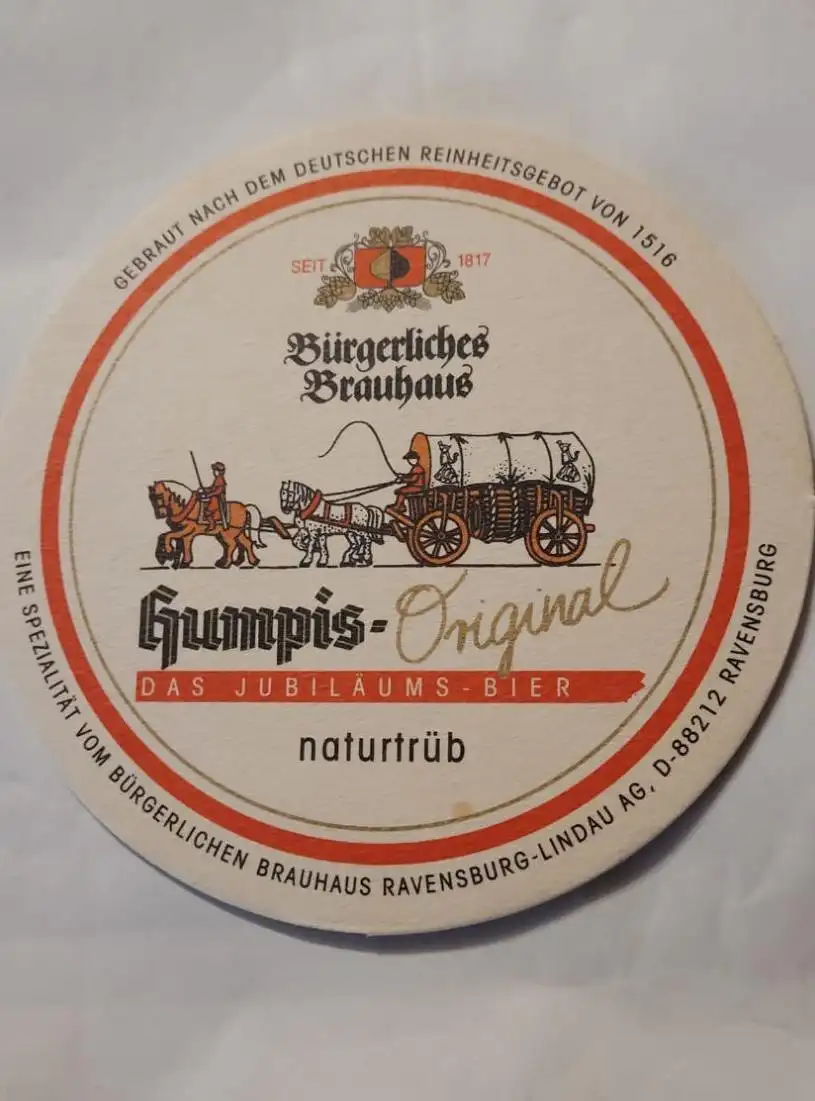 GEBRAUT NACH DEM DEUTSCHEN REINHEITSGEBOT VON 1516
SEIT 1817
Bürgerliches
Brauhaus
Humpis-Original
DAS JUBILÄUMS-BIER
naturtrüb
EINE SPEZIALITÄT VOM BÜRGERLICHEN BRAUHAUS RAVENSBURG-LINDAU AG, D-88212 RAVENSBURG